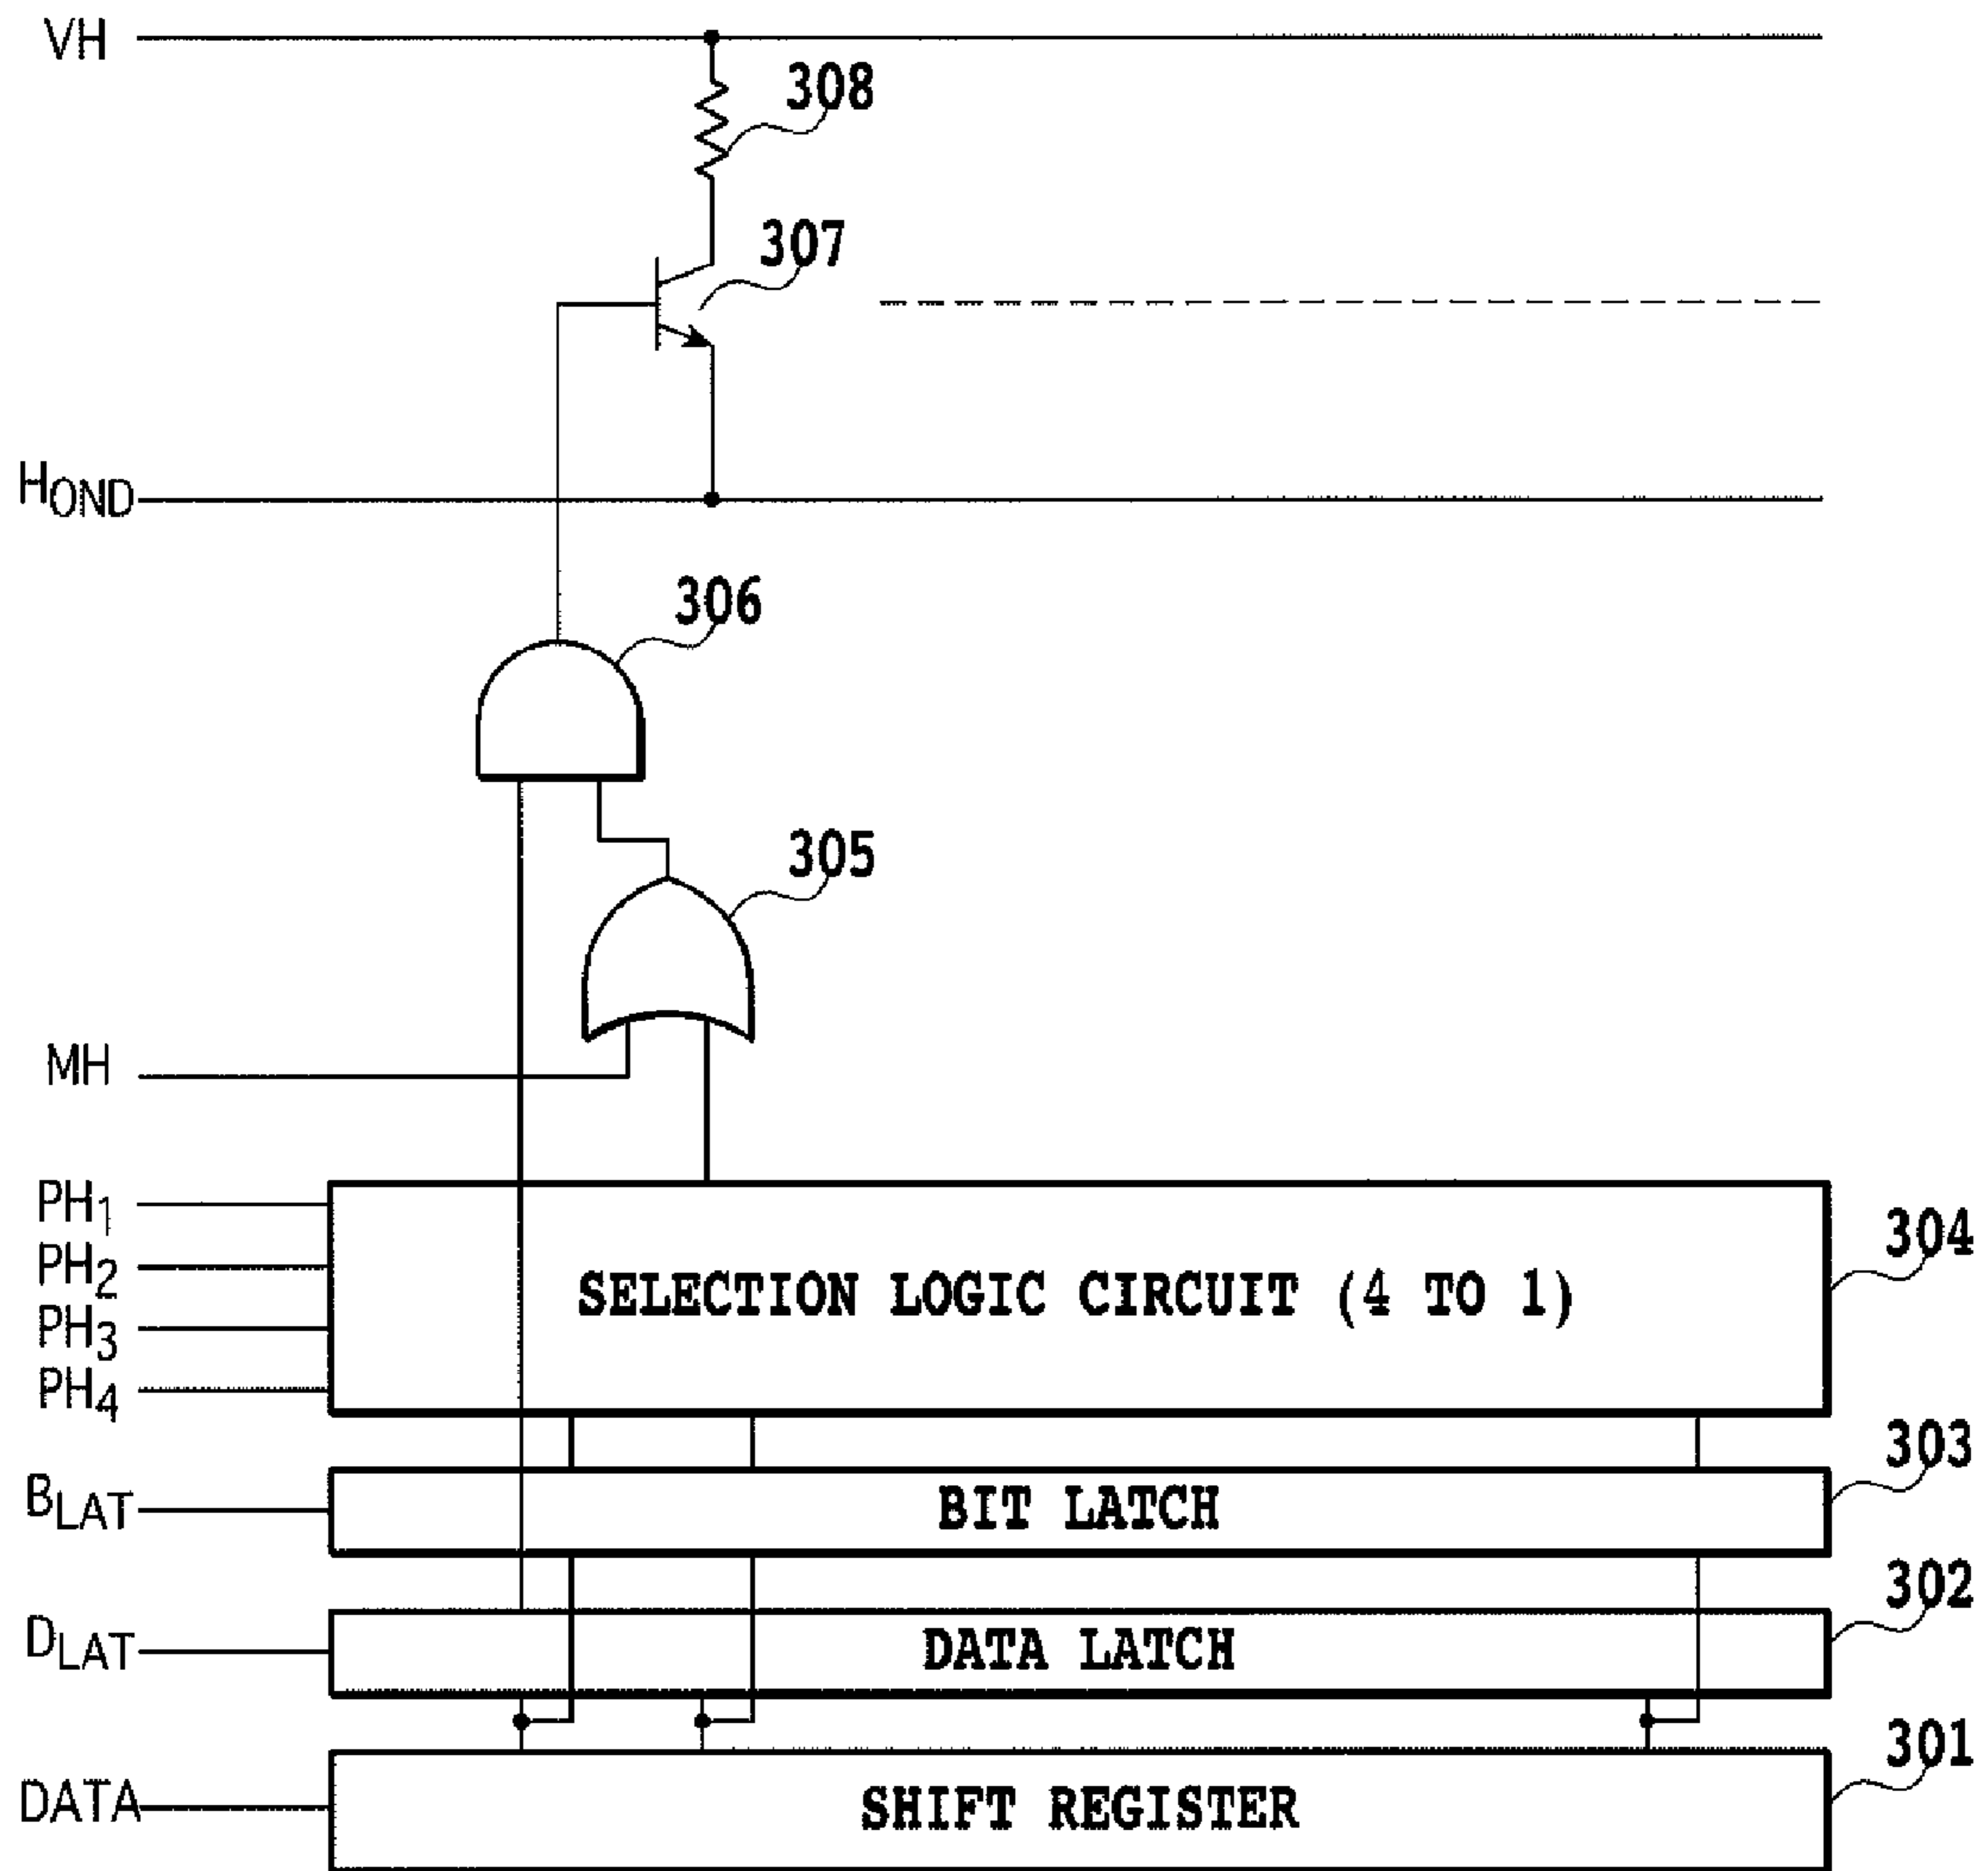 VH
308
307
HOND
306
305
MH
PH1
PH2
PH3
PH4
SELECTION LOGIC CIRCUIT (4 TO 1)
304
BLAT
BIT LATCH
303
DLAT
DATA LATCH
302
DATA
SHIFT REGISTER
301